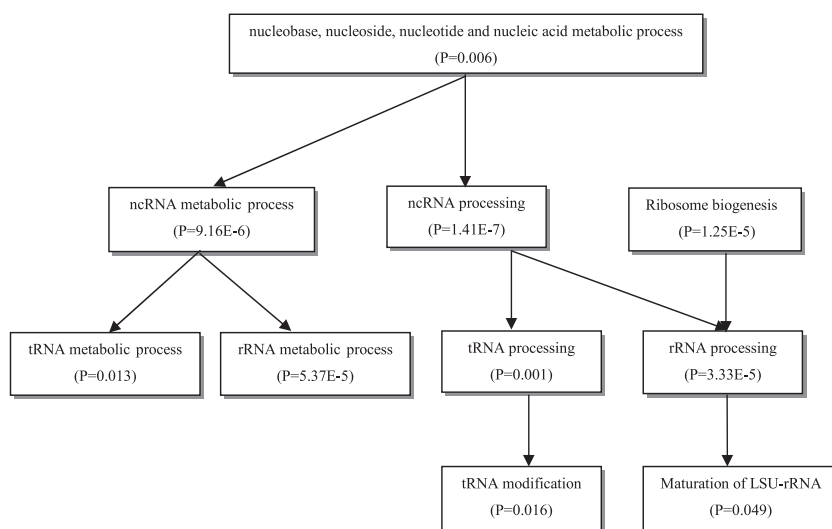 nucleobase, nucleoside, nucleotide and nucleic acid metabolic process
(P=0.006)
ncRNA metabolic process
(P=9.16E-6)
ncRNA processing
(P=1.41E-7)
Ribosome biogenesis
(P=1.25E-5)
tRNA metabolic process
(P=0.013)
rRNA metabolic process
(P=5.37E-5)
tRNA processing
(P=0.001)
rRNA processing
(P=3.33E-5)
tRNA modification
(P=0.016)
Maturation of LSU-rRNA
(P=0.049)